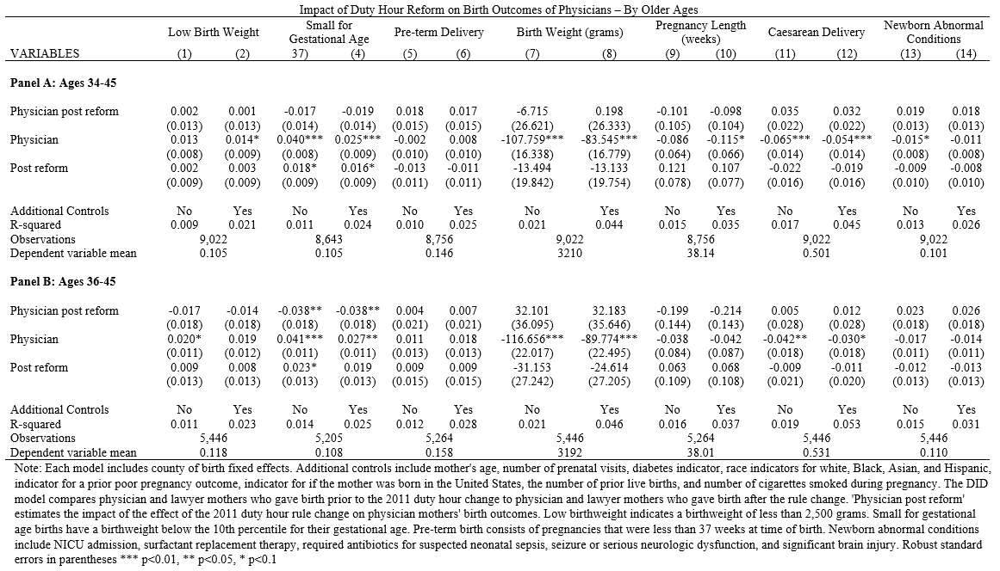 Impact of Duty Hour Reform on Birth Outcomes of Physicians – By Older Ages
Low Birth Weight Small for Gestational Age Pre-term Delivery Birth Weight (grams) Pregnancy Length (weeks) Caesarean Delivery Newborn Abnormal Conditions
VARIABLES (1) (2) 37) (4) (5) (6) (7) (8) (9) (10) (11) (12) (13) (14)
Panel A: Ages 34-45
Physician post reform 0.002 0.001 -0.017 -0.019 0.018 0.017 -6.715 0.198 -0.101 -0.098 0.035 0.032 0.019 0.018
(0.013) (0.013) (0.014) (0.014) (0.015) (0.015) (26.621) (26.333) (0.105) (0.104) (0.022) (0.022) (0.013) (0.013)
Physician 0.013 0.014* 0.040*** 0.025*** -0.002 0.008 -107.759*** -83.545*** -0.086 -0.115* -0.065*** -0.054*** -0.015* -0.011
(0.008) (0.009) (0.008) (0.009) (0.010) (0.010) (16.338) (16.779) (0.064) (0.066) (0.014) (0.014) (0.008) (0.008)
Post reform 0.002 0.003 0.018* 0.016* -0.013 -0.011 -13.494 -13.133 0.121 0.107 -0.022 -0.019 -0.009 -0.008
(0.009) (0.009) (0.009) (0.009) (0.011) (0.011) (19.842) (19.754) (0.078) (0.077) (0.016) (0.016) (0.010) (0.010)
Additional Controls No Yes No Yes No Yes No Yes No Yes No Yes No Yes
R-squared 0.009 0.021 0.011 0.024 0.010 0.025 0.021 0.044 0.015 0.035 0.017 0.045 0.013 0.026
Observations 9,022 8,643 8,756 9,022 8,756 9,022 9,022
Dependent variable mean 0.105 0.105 0.146 3210 38.14 0.501 0.101
Panel B: Ages 36-45
Physician post reform -0.017 -0.014 -0.038** -0.038** 0.004 0.007 32.101 32.183 -0.199 -0.214 0.005 0.012 0.023 0.026
(0.018) (0.018) (0.018) (0.018) (0.021) (0.021) (36.095) (35.646) (0.144) (0.143) (0.028) (0.028) (0.018) (0.018)
Physician 0.020* 0.019 0.041*** 0.027** 0.011 0.018 -116.656*** -89.774*** -0.038 -0.042 -0.042** -0.030* -0.017 -0.014
(0.011) (0.012) (0.011) (0.011) (0.013) (0.013) (22.017) (22.495) (0.084) (0.087) (0.018) (0.018) (0.011) (0.011)
Post reform 0.009 0.008 0.023* 0.019 0.009 0.009 -31.153 -24.614 0.063 0.068 -0.009 -0.011 -0.012 -0.013
(0.013) (0.013) (0.013) (0.013) (0.015) (0.015) (27.242) (27.205) (0.109) (0.108) (0.021) (0.020) (0.013) (0.013)
Additional Controls No Yes No Yes No Yes No Yes No Yes No Yes No Yes
R-squared 0.011 0.023 0.014 0.025 0.012 0.028 0.021 0.046 0.016 0.037 0.019 0.053 0.015 0.031
Observations 5,446 5,205 5,264 5,446 5,264 5,446 5,446
Dependent variable mean 0.118 0.108 0.158 3192 38.01 0.531 0.110
Note: Each model includes county of birth fixed effects. Additional controls include mother's age, number of prenatal visits, diabetes indicator, race indicators for white, Black, Asian, and Hispanic,
indicator for a prior poor pregnancy outcome, indicator for if the mother was born in the United States, the number of prior live births, and number of cigarettes smoked during pregnancy. The DID
model compares physician and lawyer mothers who gave birth prior to the 2011 duty hour change to physician and lawyer mothers who gave birth after the rule change. 'Physician post reform'
estimates the impact of the effect of the 2011 duty hour rule change on physician mothers' birth outcomes. Low birthweight indicates a birthweight of less than 2,500 grams. Small for gestational
age births have a birthweight below the 10th percentile for their gestational age. Pre-term birth consists of pregnancies that were less than 37 weeks at time of birth. Newborn abnormal conditions
include NICU admission, surfactant replacement therapy, required antibiotics for suspected neonatal sepsis, seizure or serious neurologic dysfunction, and significant brain injury. Robust standard
errors in parentheses *** p<0.01, ** p<0.05, * p<0.1